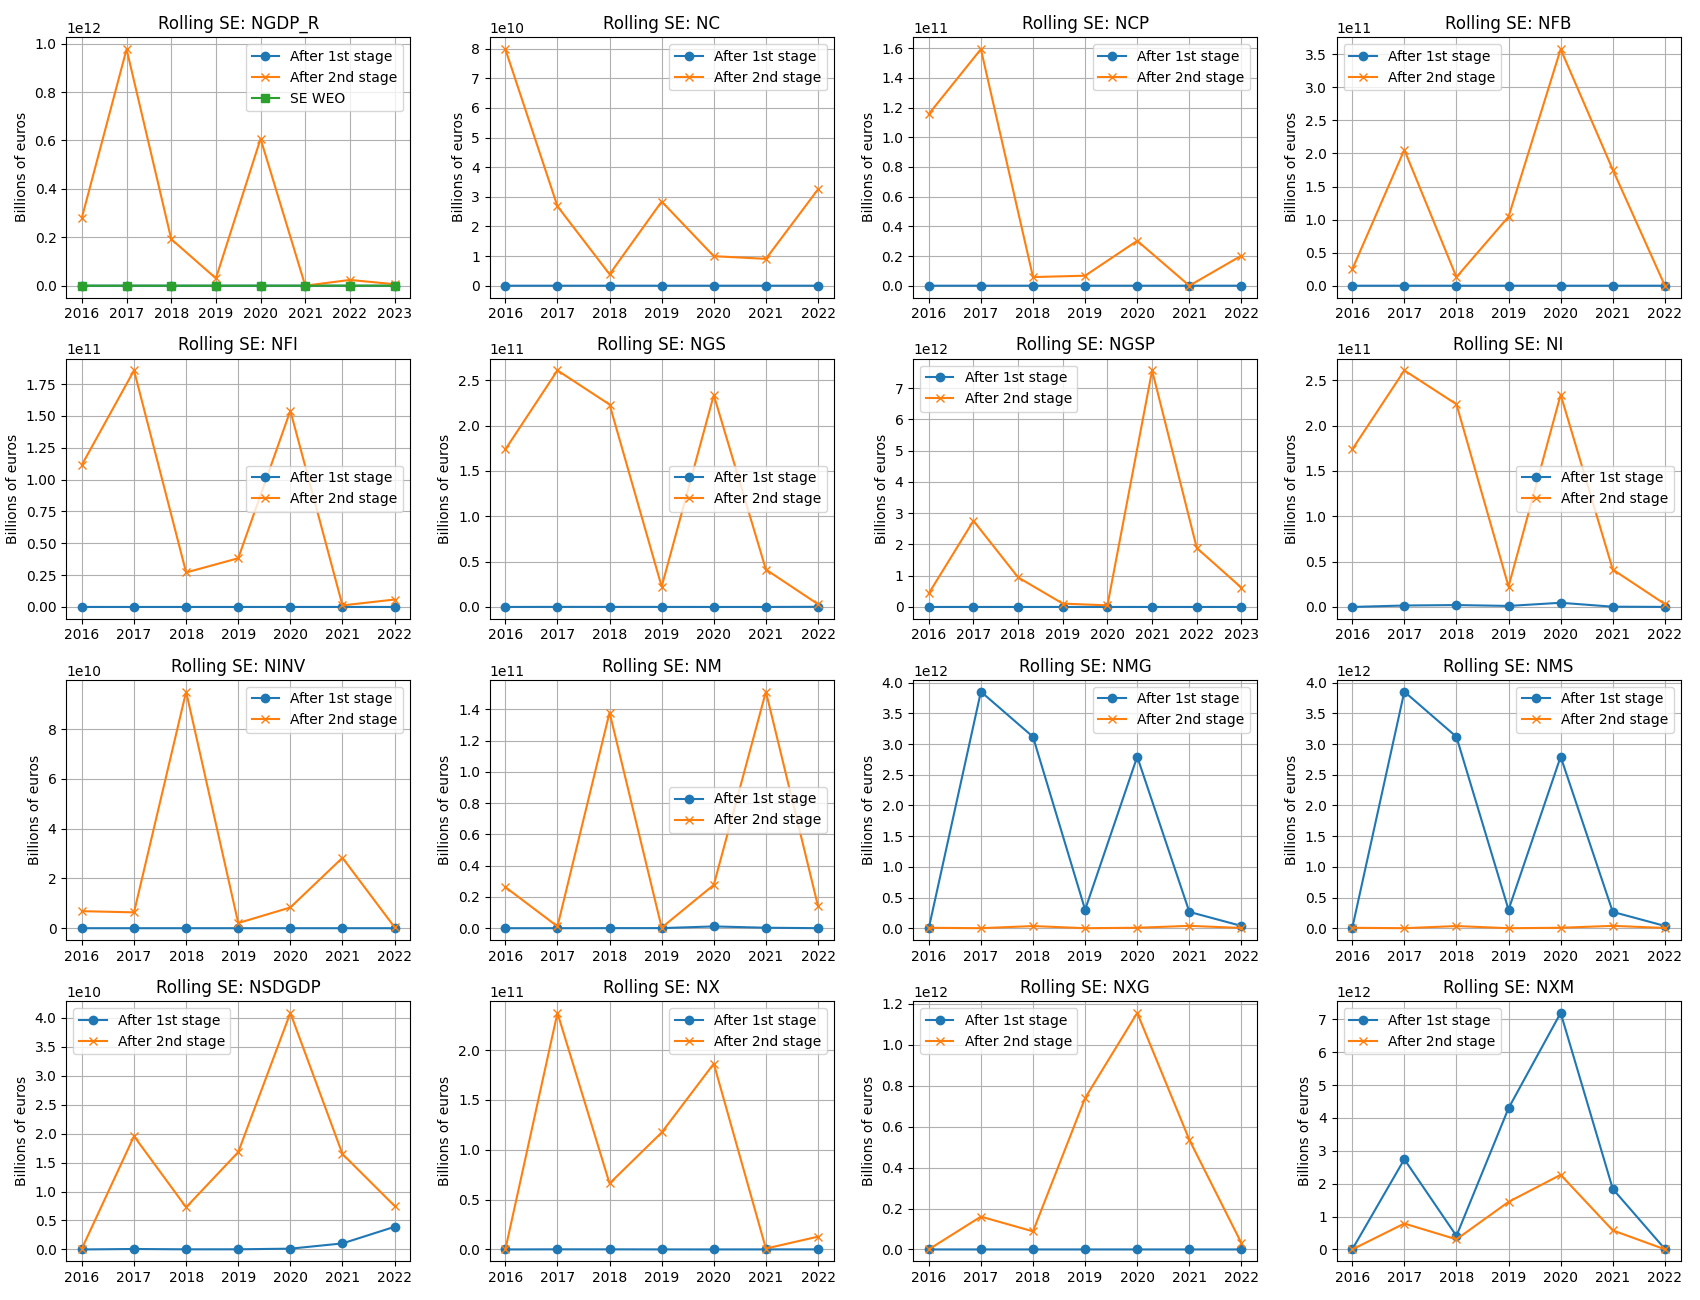 Rolling SE: NGDP_R
1e12
Billions of euros
1.0
0.8
0.6
0.4
0.2
0.0
2016 2017 2018 2019 2020 2021 2022 2023
After 1st stage
After 2nd stage
SE WEO
Rolling SE: NC
1e10
Billions of euros
8
7
6
5
4
3
2
1
0
2016 2017 2018 2019 2020 2021 2022
After 1st stage
After 2nd stage
Rolling SE: NCP
1e11
Billions of euros
1.6
1.4
1.2
1.0
0.8
0.6
0.4
0.2
0.0
2016 2017 2018 2019 2020 2021 2022
After 1st stage
After 2nd stage
Rolling SE: NFB
1e11
Billions of euros
3.5
3.0
2.5
2.0
1.5
1.0
0.5
0.0
2016 2017 2018 2019 2020 2021 2022
After 1st stage
After 2nd stage
Rolling SE: NFI
1e11
Billions of euros
1.75
1.50
1.25
1.00
0.75
0.50
0.25
0.00
2016 2017 2018 2019 2020 2021 2022
After 1st stage
After 2nd stage
Rolling SE: NGS
1e11
Billions of euros
2.5
2.0
1.5
1.0
0.5
0.0
2016 2017 2018 2019 2020 2021 2022
After 1st stage
After 2nd stage
Rolling SE: NGSP
1e12
Billions of euros
7
6
5
4
3
2
1
0
2016 2017 2018 2019 2020 2021 2022 2023
After 1st stage
After 2nd stage
Rolling SE: NI
1e11
Billions of euros
2.5
2.0
1.5
1.0
0.5
0.0
2016 2017 2018 2019 2020 2021 2022
After 1st stage
After 2nd stage
Rolling SE: NINV
1e10
Billions of euros
8
6
4
2
0
2016 2017 2018 2019 2020 2021 2022
After 1st stage
After 2nd stage
Rolling SE: NM
1e11
Billions of euros
1.4
1.2
1.0
0.8
0.6
0.4
0.2
0.0
2016 2017 2018 2019 2020 2021 2022
After 1st stage
After 2nd stage
Rolling SE: NMG
1e12
Billions of euros
4.0
3.5
3.0
2.5
2.0
1.5
1.0
0.5
0.0
2016 2017 2018 2019 2020 2021 2022
After 1st stage
After 2nd stage
Rolling SE: NMS
1e12
Billions of euros
4.0
3.5
3.0
2.5
2.0
1.5
1.0
0.5
0.0
2016 2017 2018 2019 2020 2021 2022
After 1st stage
After 2nd stage
Rolling SE: NSDGDP
1e10
Billions of euros
4.0
3.5
3.0
2.5
2.0
1.5
1.0
0.5
0.0
2016 2017 2018 2019 2020 2021 2022
After 1st stage
After 2nd stage
Rolling SE: NX
1e11
Billions of euros
2.0
1.5
1.0
0.5
0.0
2016 2017 2018 2019 2020 2021 2022
After 1st stage
After 2nd stage
Rolling SE: NXG
1e12
Billions of euros
1.2
1.0
0.8
0.6
0.4
0.2
0.0
2016 2017 2018 2019 2020 2021 2022
After 1st stage
After 2nd stage
Rolling SE: NXM
1e12
Billions of euros
7
6
5
4
3
2
1
0
2016 2017 2018 2019 2020 2021 2022
After 1st stage
After 2nd stage